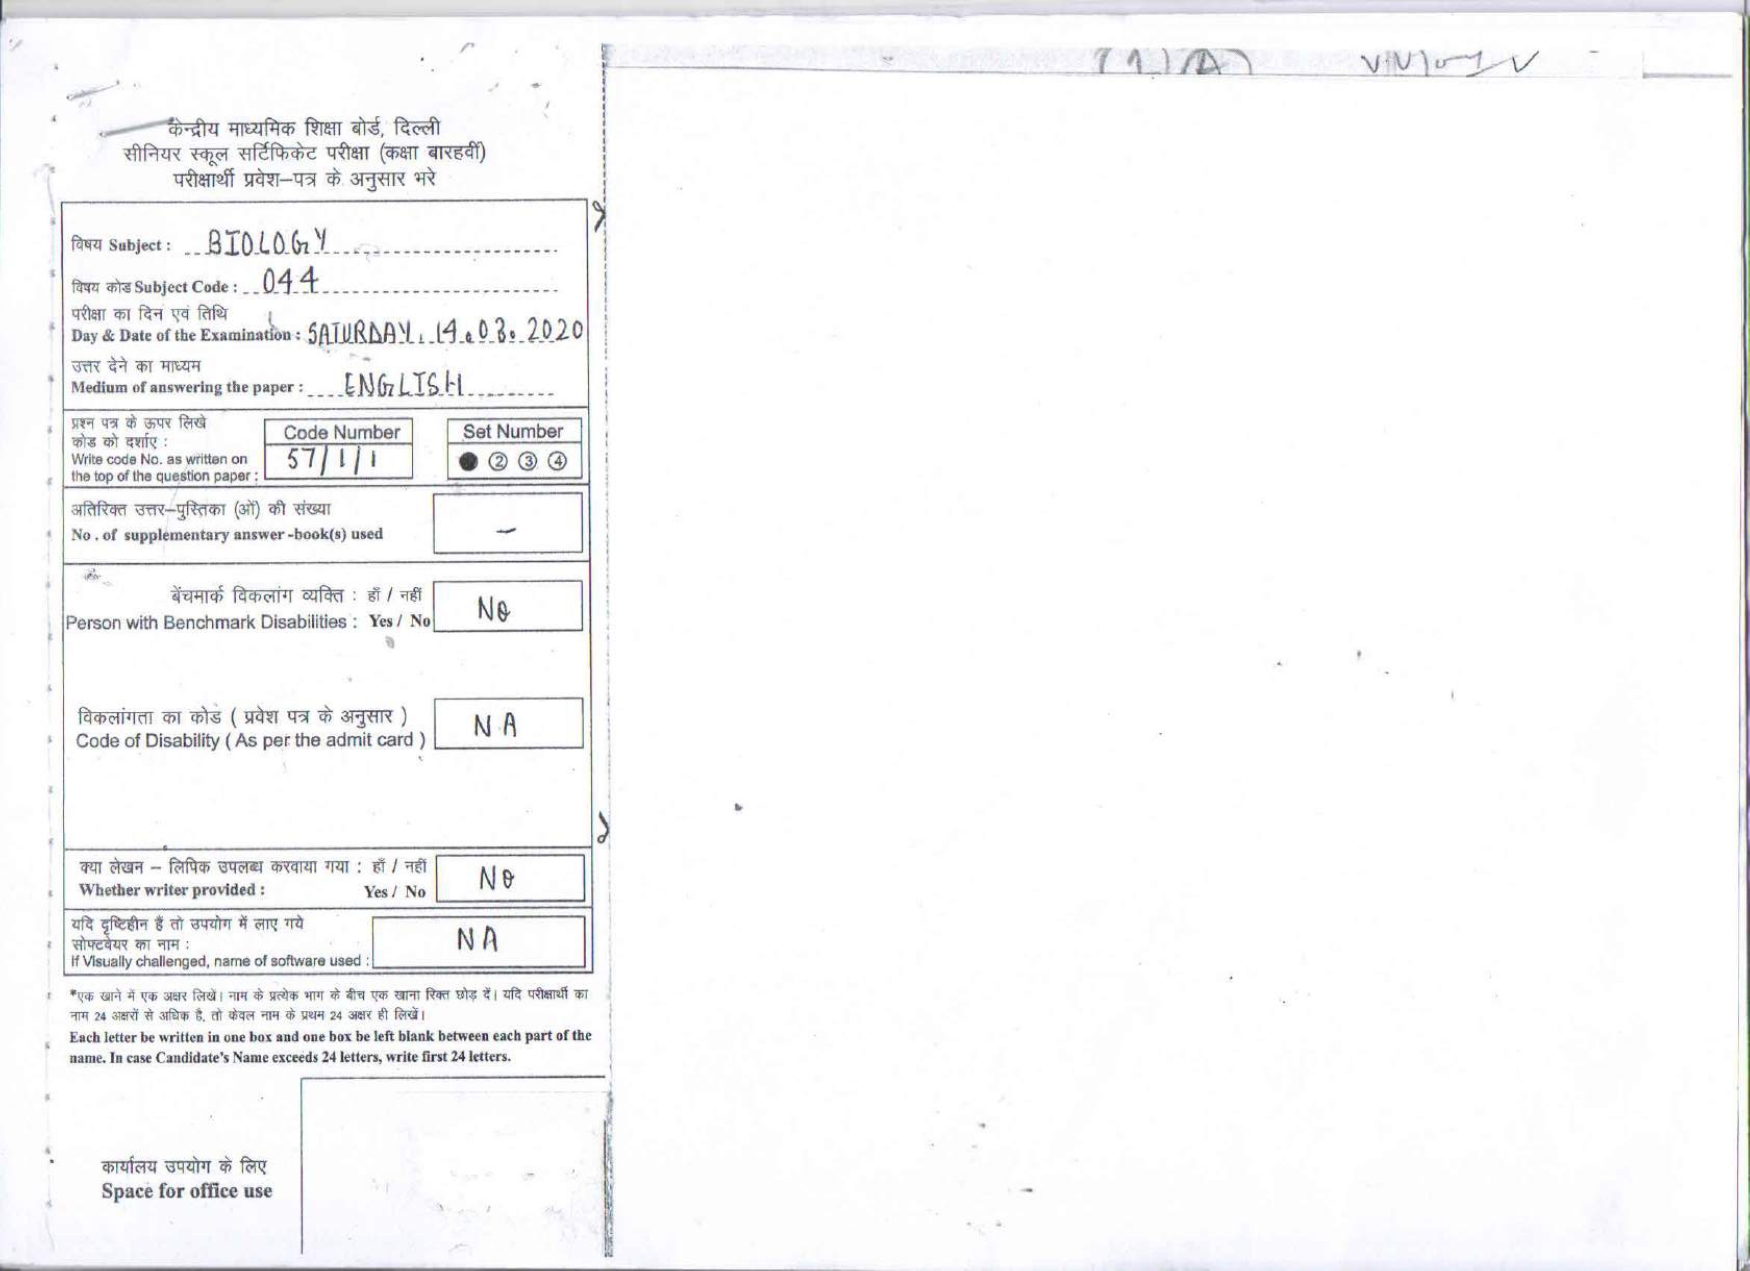 केन्द्रीय माध्यमिक शिक्षा बोर्ड, दिल्ली
सीनियर स्कूल सर्टिफिकेट परीक्षा (कक्षा बारहवीं)
परीक्षार्थी प्रवेश–पत्र के अनुसार भरे
विषय Subject : BIOLOGY
विषय कोड Subject Code : 044
परीक्षा का दिन एवं तिथि
Day & Date of the Examination : SATURDAY, 14.03.2020
उत्तर देने का माध्यम
Medium of answering the paper : ENGLISH
प्रश्न पत्र के ऊपर लिखे
कोड को दर्शाए :
Write code No. as written on
the top of the question paper :
Code Number
57/1/1
Set Number
② ③ ④
अतिरिक्त उत्तर–पुस्तिका (ओं) की संख्या
No . of supplementary answer -book(s) used
–
बेंचमार्क विकलांग व्यक्ति : हाँ / नहीं
Person with Benchmark Disabilities : Yes / No
No
विकलांगता का कोड ( प्रवेश पत्र के अनुसार )
Code of Disability ( As per the admit card )
NA
क्या लेखन – लिपिक उपलब्ध करवाया गया : हाँ / नहीं
Whether writer provided : Yes / No
No
यदि दृष्टिहीन हैं तो उपयोग में लाए गये
सोफ्टवेयर का नाम :
If Visually challenged, name of software used :
NA
*एक खाने में एक अक्षर लिखें। नाम के प्रत्येक भाग के बीच एक खाना रिक्त छोड़ दें। यदि परीक्षार्थी का
नाम 24 अक्षरों से अधिक है, तो केवल नाम के प्रथम 24 अक्षर ही लिखें।
Each letter be written in one box and one box be left blank between each part of the
name. In case Candidate's Name exceeds 24 letters, write first 24 letters.
कार्यालय उपयोग के लिए
Space for office use